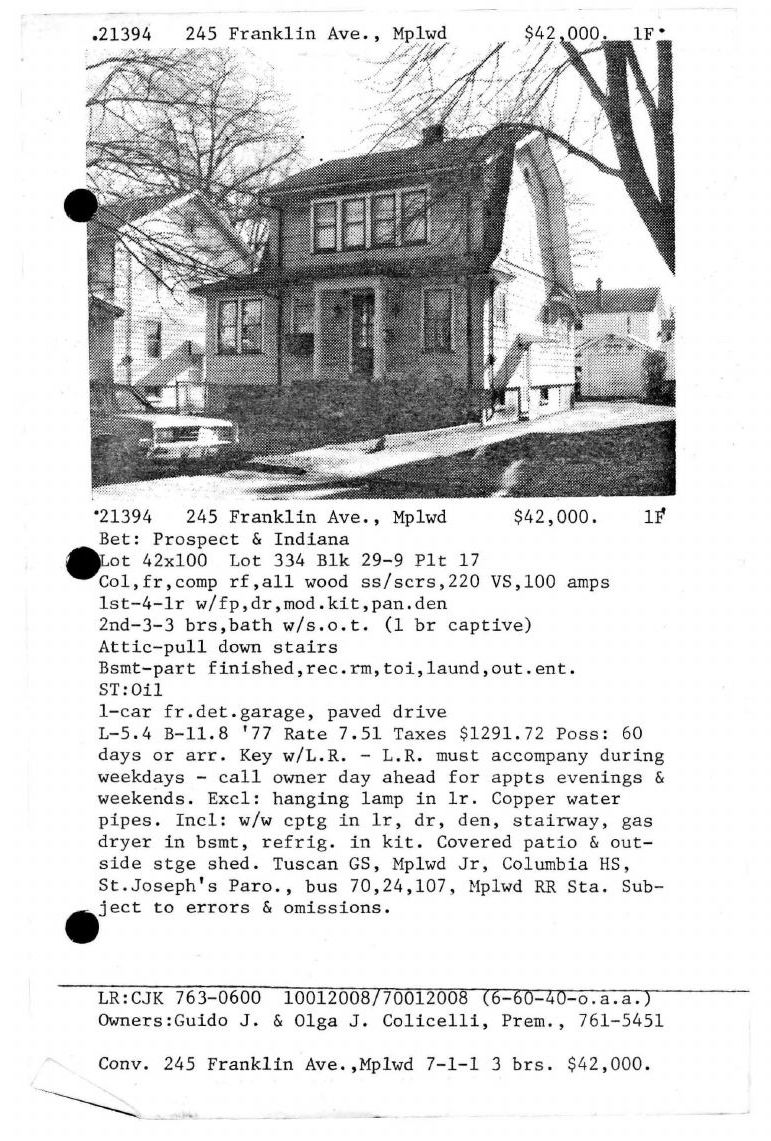 .21394 245 Franklin Ave., Mplwd $42,000. 1F
21394 245 Franklin Ave., Mplwd $42,000. 1F
Bet: Prospect & Indiana
Lot 42x100 Lot 334 Blk 29-9 Plt 17
Col,fr,comp rf,all wood ss/scrs,220 VS,100 amps
1st-4-lr w/fp,dr,mod.kit,pan.den
2nd-3-3 brs,bath w/s.o.t. (1 br captive)
Attic-pull down stairs
Bsmt-part finished,rec.rm,toi,laund,out.ent.
ST:Oil
1-car fr.det.garage, paved drive
L-5.4 B-11.8 '77 Rate 7.51 Taxes $1291.72 Poss: 60
days or arr. Key w/L.R. - L.R. must accompany during
weekdays - call owner day ahead for appts evenings &
weekends. Excl: hanging lamp in lr. Copper water
pipes. Incl: w/w cptg in lr, dr, den, stairway, gas
dryer in bsmt, refrig. in kit. Covered patio & out-
side stge shed. Tuscan GS, Mplwd Jr, Columbia HS,
St.Joseph's Paro., bus 70,24,107, Mplwd RR Sta. Sub-
ject to errors & omissions.
LR:CJK 763-0600 10012008/70012008 (6-60-40-o.a.a.)
Owners:Guido J. & Olga J. Colicelli, Prem., 761-5451
Conv. 245 Franklin Ave.,Mplwd 7-1-1 3 brs. $42,000.